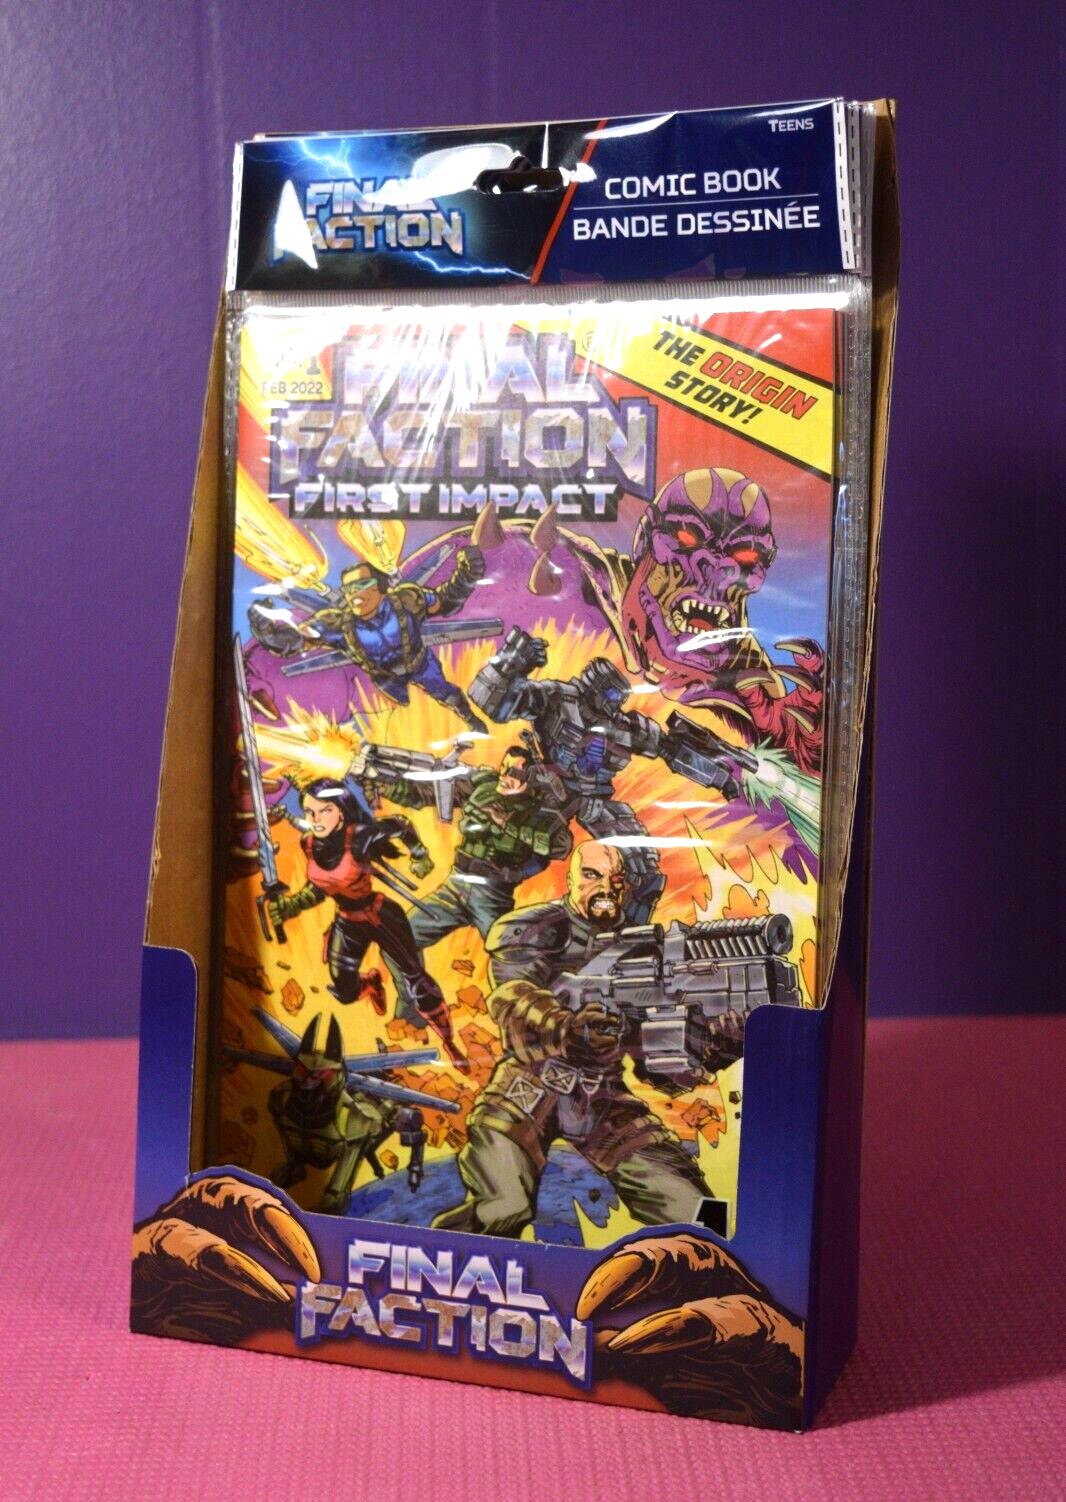 TEENS
FINAL
FACTION
COMIC BOOK
BANDE DESSINÉE
FEB 2022
FINAL
FACTION
FIRST IMPACT
®
THE ORIGIN
STORY!
FINAL
FACTION